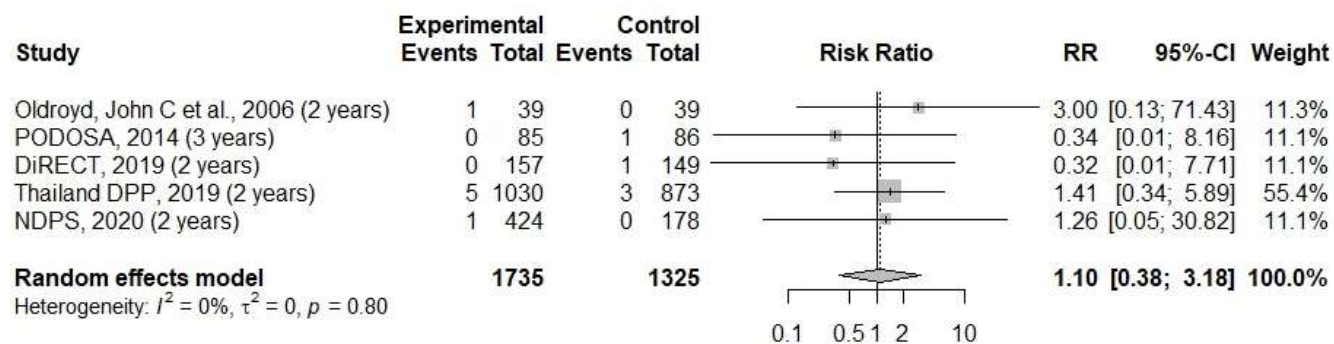 Experimental Control
Study Events Total Events Total Risk Ratio RR 95%-CI Weight
Oldroyd, John C et al., 2006 (2 years) 1 39 0 39 3.00 [0.13; 71.43] 11.3%
PODOSA, 2014 (3 years) 0 85 1 86 0.34 [0.01; 8.16] 11.1%
DiRECT, 2019 (2 years) 0 157 1 149 0.32 [0.01; 7.71] 11.1%
Thailand DPP, 2019 (2 years) 5 1030 3 873 1.41 [0.34; 5.89] 55.4%
NDPS, 2020 (2 years) 1 424 0 178 1.26 [0.05; 30.82] 11.1%
Random effects model 1735 1325 1.10 [0.38; 3.18] 100.0%
Heterogeneity: I² = 0%, τ² = 0, p = 0.80
0.1 0.5 1 2 10